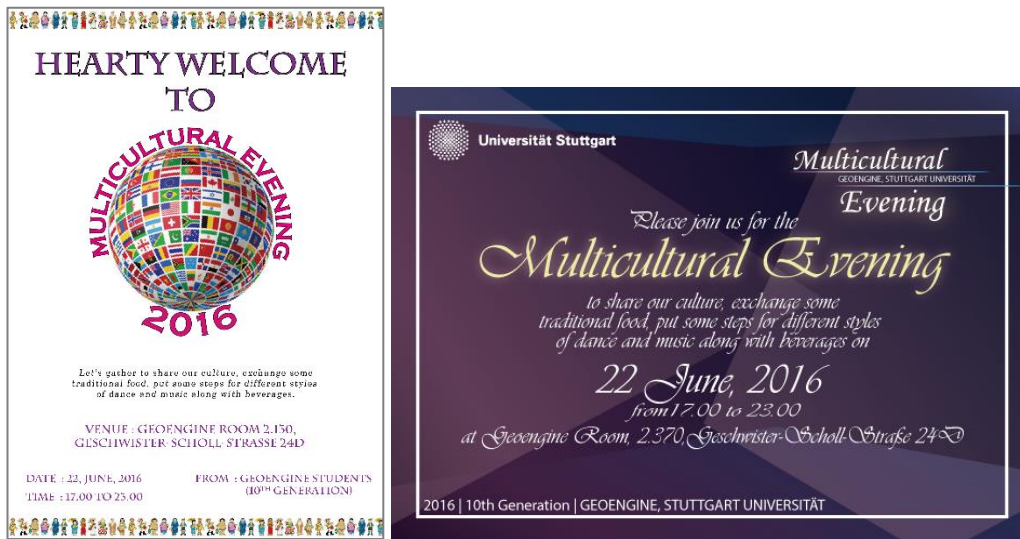 HEARTY WELCOME
TO
MULTICULTURAL EVENING
2016
Let's gather to share our culture, exchange some
traditional food, put some steps for different styles
of dance and music along with beverages.
VENUE : GEOENGINE ROOM 2.130,
GESCHWISTER-SCHOLL-STRASSE 24D
DATE : 22, JUNE, 2016
TIME : 17.00 TO 23.00
FROM : GEOENGINE STUDENTS
(10TH GENERATION)
Universität Stuttgart
Multicultural
GEOENGINE, STUTTGART UNIVERSITÄT
Evening
Please join us for the
Multicultural Evening
to share our culture, exchange some
traditional food, put some steps for different styles
of dance and music along with beverages on
22 June, 2016
from 17.00 to 23.00
at Geoengine Room, 2.370, Geschwister-Scholl-Straße 24D
2016 | 10th Generation | GEOENGINE, STUTTGART UNIVERSITÄT